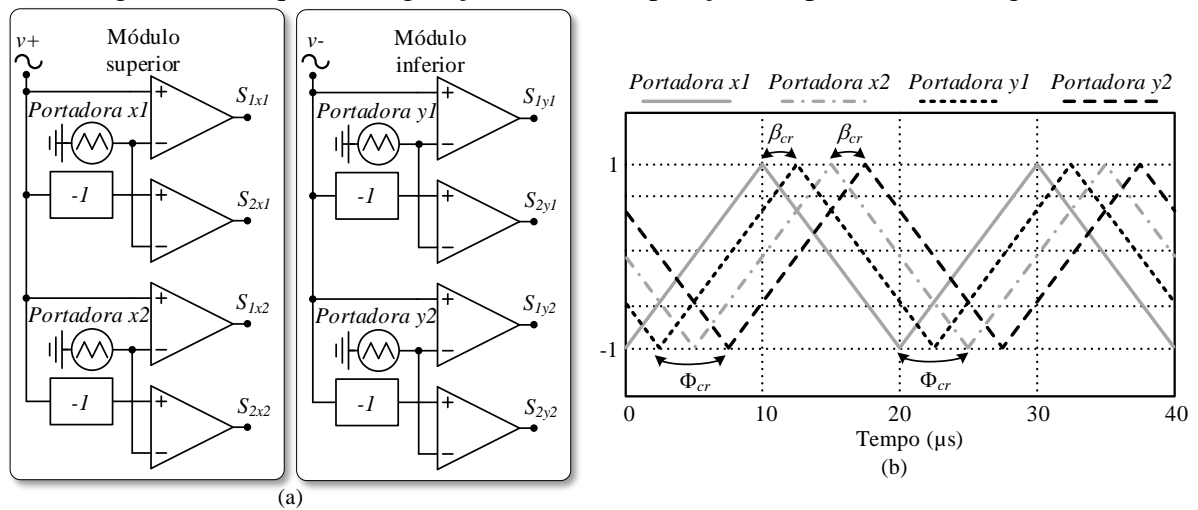 v+
Módulo
superior
Portadora x1
-1
S1x1
S2x1
Portadora x2
-1
S1x2
S2x2
v-
Módulo
inferior
Portadora y1
-1
S1y1
S2y1
Portadora y2
-1
S1y2
S2y2
(a)
Portadora x1 Portadora x2 Portadora y1 Portadora y2
βcr βcr
1
-1
Φcr Φcr
0 10 20 30 40
Tempo (µs)
(b)